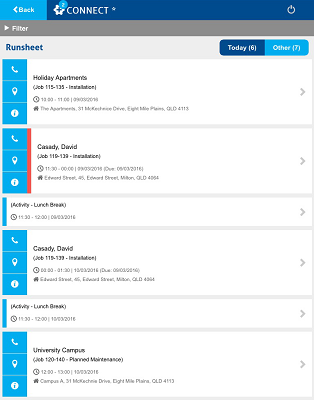 Back
2
CONNECT
Filter
Runsheet
Today (6)
Other (7)
Holiday Apartments
(Job 115-135 - Installation)
10:00 - 11:00 | 09/03/2016
The Apartments, 31 McKechnie Drive, Eight Mile Plains, QLD 4113
Casady, David
(Job 119-139 - Installation)
11:30 - 00:00 | 09/03/2016 (Due: 09/03/2016)
Edward Street, 45, Edward Street, Milton, QLD 4064
(Activity - Lunch Break)
11:30 - 12:00 | 09/03/2016
Casady, David
(Job 119-139 - Installation)
00:00 - 01:30 | 10/03/2016 (Due: 09/03/2016)
Edward Street, 45, Edward Street, Milton, QLD 4064
(Activity - Lunch Break)
11:30 - 12:00 | 10/03/2016
University Campus
(Job 120-140 - Planned Maintenance)
12:00 - 13:00 | 10/03/2016
Campus A, 31 McKechnie Drive, Eight Mile Plains, QLD 4113